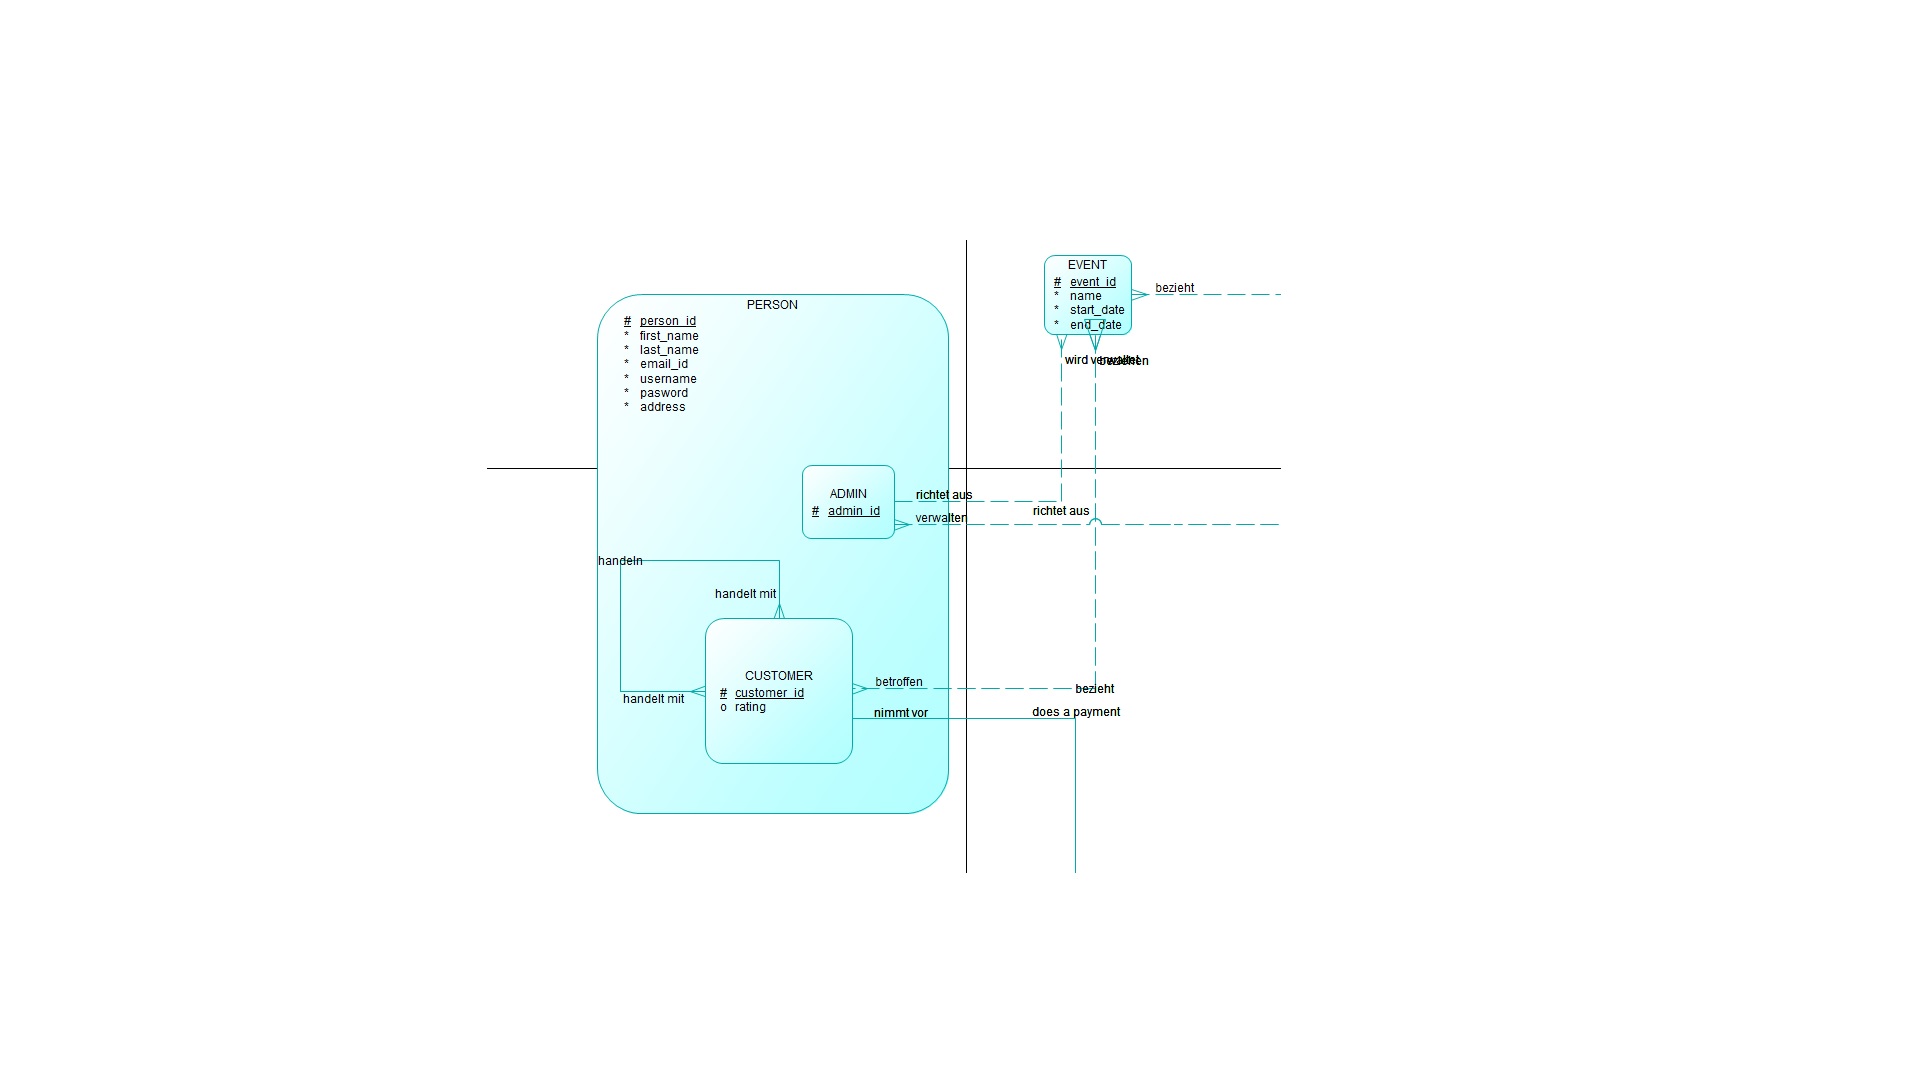 EVENT
# event_id
* name
* start_date
* end_date
bezieht
wird verwaltet
beziehen
PERSON
# person_id
* first_name
* last_name
* email_id
* username
* pasword
* address
ADMIN
# admin_id
richtet aus
verwalten
richtet aus
handeln
handelt mit
CUSTOMER
# customer_id
o rating
handelt mit
betroffen
bezieht
nimmt vor
does a payment